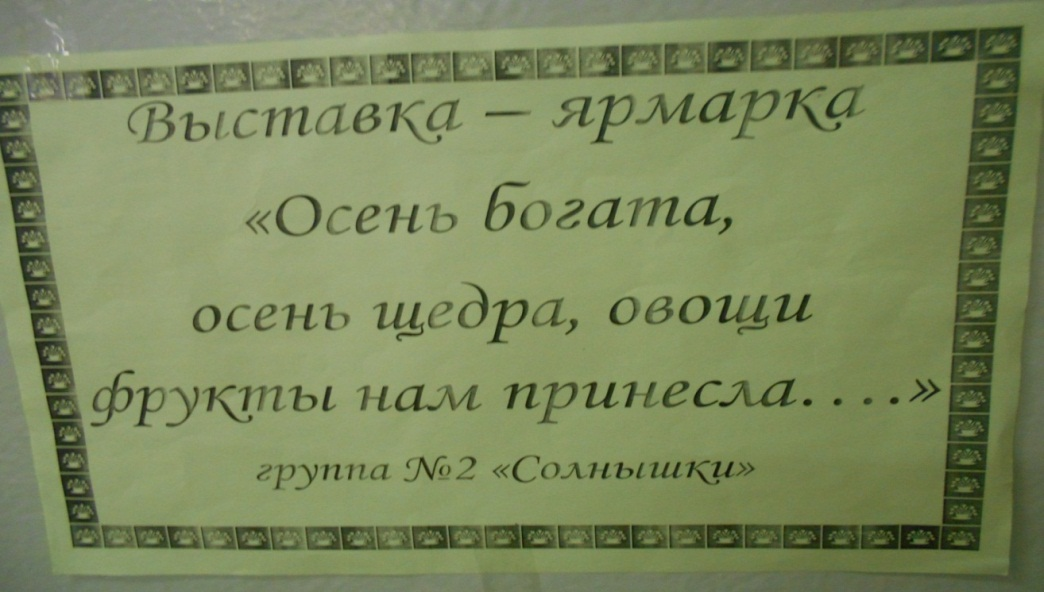 Выставка – ярмарка
«Осень богата,
осень щедра, овощи
фрукты нам принесла….»
группа №2 «Солнышки»